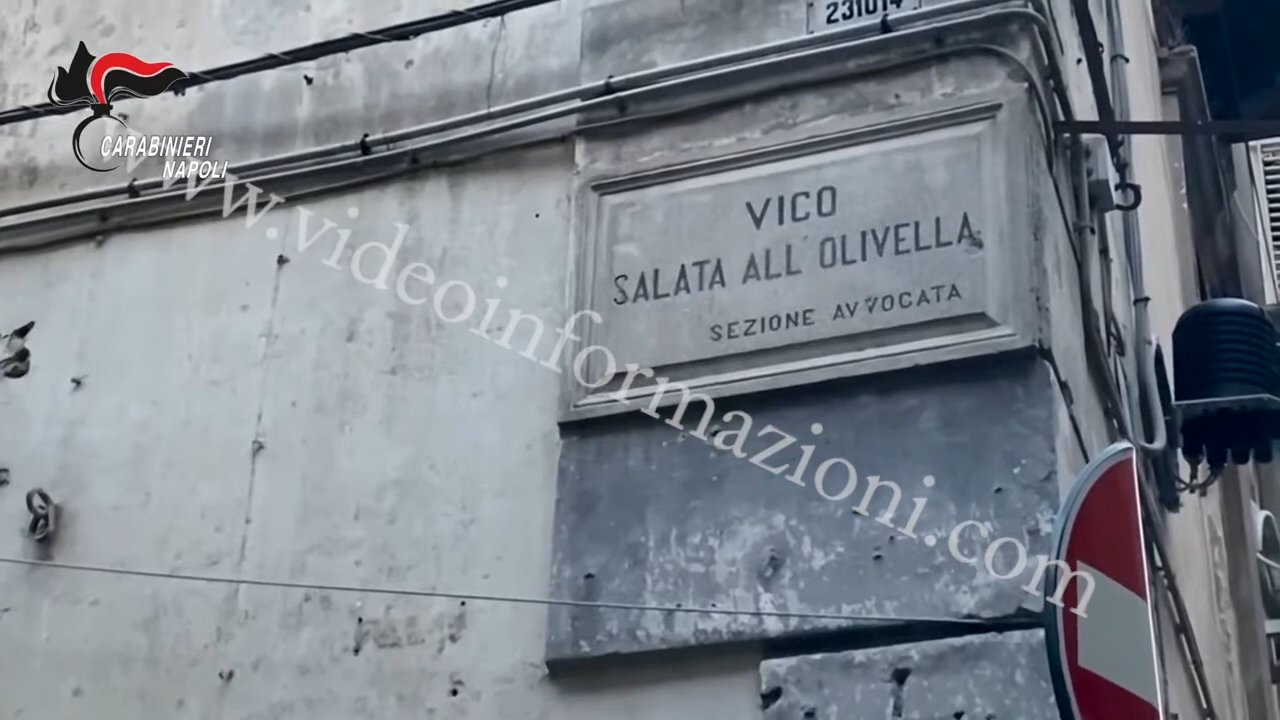 231014
CARABINIERI
NAPOLI
www.videoinformazioni.com
VICO
SALATA ALL' OLIVELLA
SEZIONE AVVOCATA